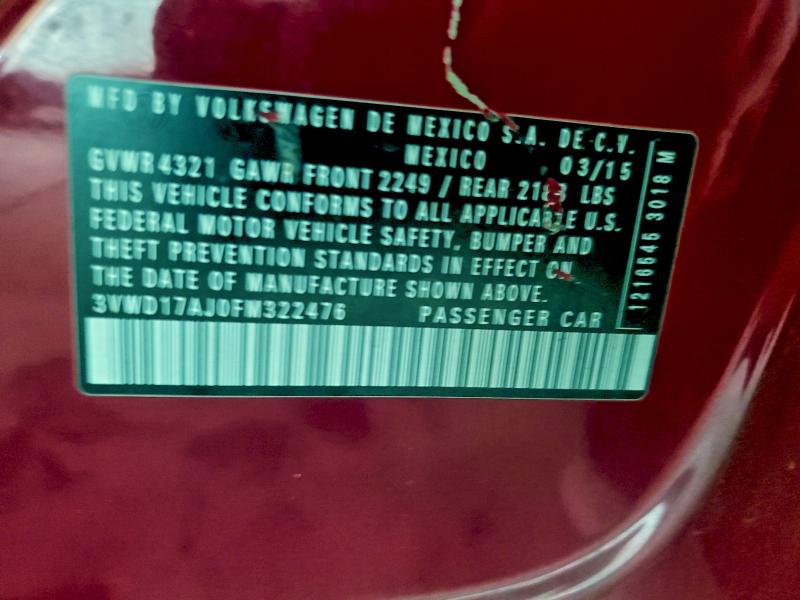 MFD BY VOLKSWAGEN DE MEXICO S.A. DE C.V.
MEXICO 03/15
GVWR 4321 GAWR FRONT 2249 / REAR LBS
THIS VEHICLE CONFORMS TO ALL APPLICABLE U.S.
FEDERAL MOTOR VEHICLE SAFETY, BUMPER AND
THEFT PREVENTION STANDARDS IN EFFECT ON
THE DATE OF MANUFACTURE SHOWN ABOVE.
3VWD17AJ0FM322476 PASSENGER CAR
1216546 3018 M